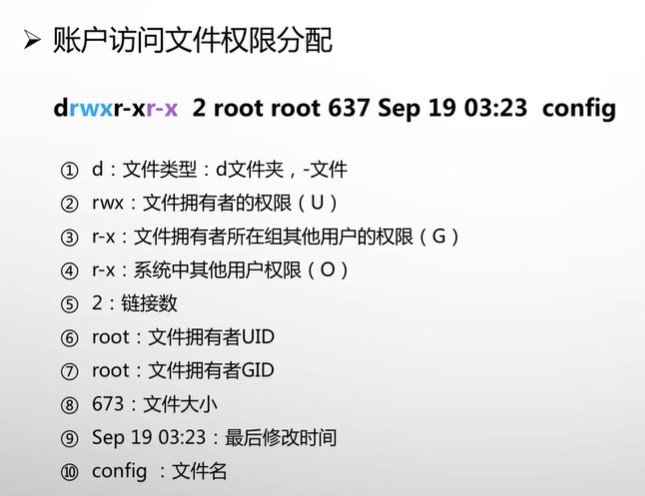 ➢ 账户访问文件权限分配
drwxr-xr-x 2 root root 637 Sep 19 03:23 config
① d：文件类型：d文件夹，-文件
② rwx：文件拥有者的权限（U）
③ r-x：文件拥有者所在组其他用户的权限（G）
④ r-x：系统中其他用户权限（O）
⑤ 2：链接数
⑥ root：文件拥有者UID
⑦ root：文件拥有者GID
⑧ 673：文件大小
⑨ Sep 19 03:23：最后修改时间
⑩ config ：文件名